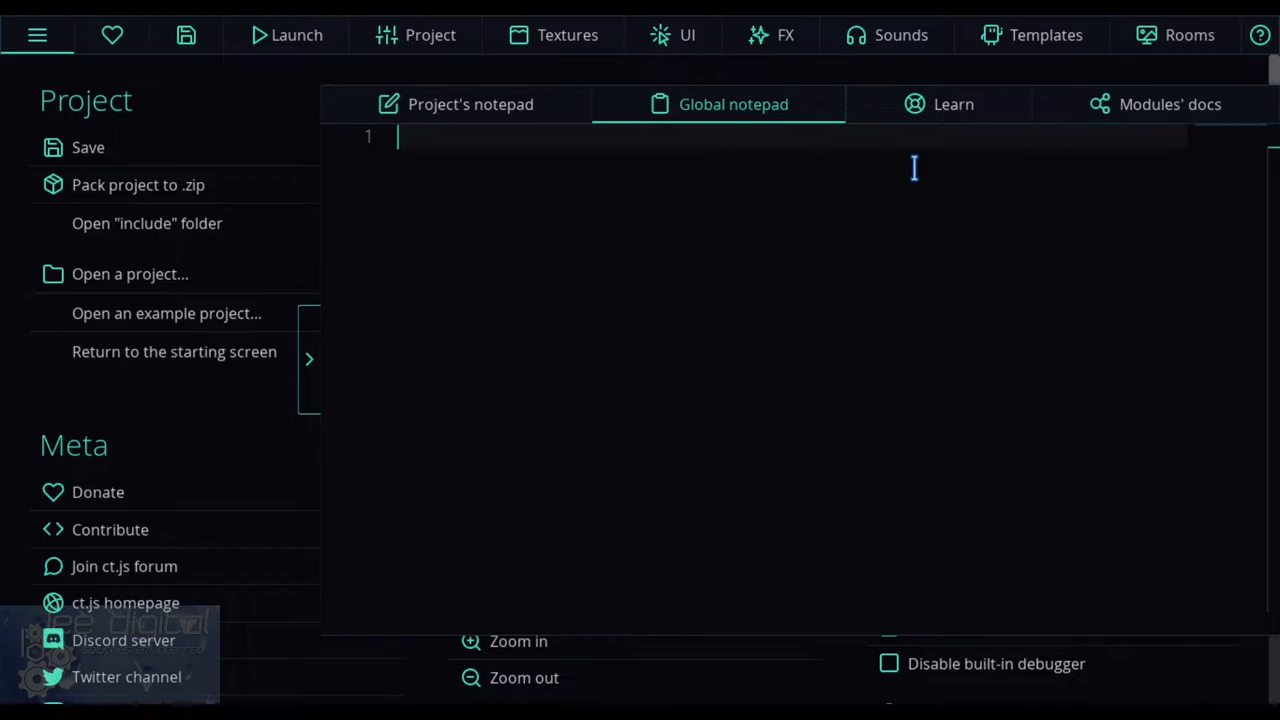 Launch
Project
Textures
UI
FX
Sounds
Templates
Rooms
Project
Save
Pack project to .zip
Open "include" folder
Open a project...
Open an example project...
Return to the starting screen
Meta
Donate
Contribute
Join ct.js forum
ct.js homepage
Discord server
Twitter channel
Project's notepad
Global notepad
Learn
Modules' docs
1
Zoom in
Zoom out
Disable built-in debugger